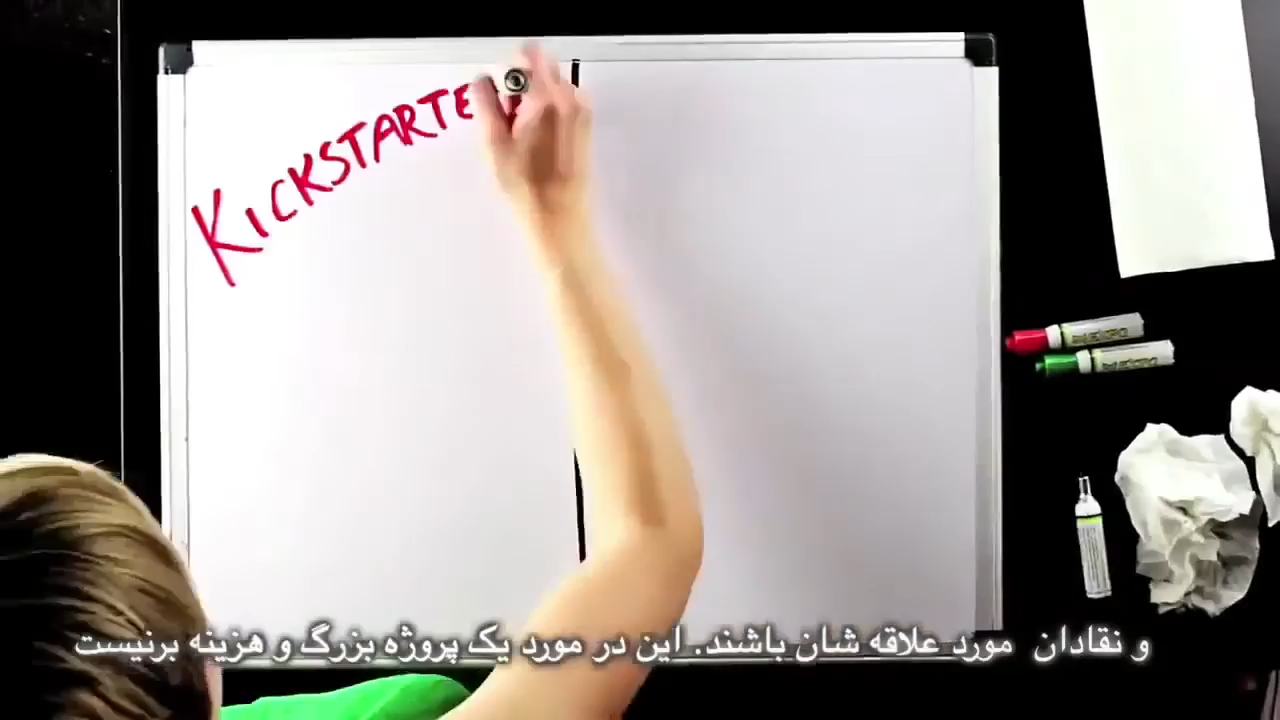 KICKSTARTE
و نقادان مورد علاقه شان باشند. این در مورد یک پروژه بزرگ و هزینه برنیست